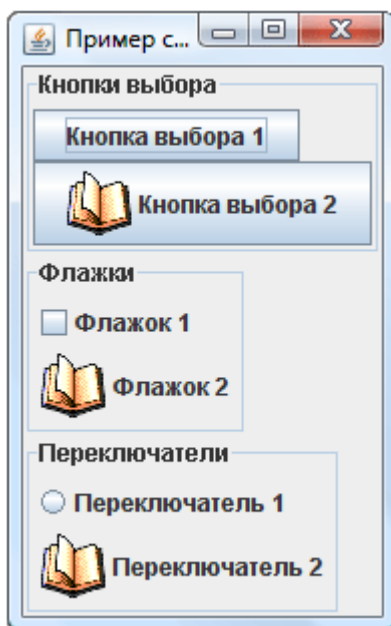 Пример с...
Кнопки выбора
Кнопка выбора 1
Кнопка выбора 2
Флажки
Флажок 1
Флажок 2
Переключатели
Переключатель 1
Переключатель 2